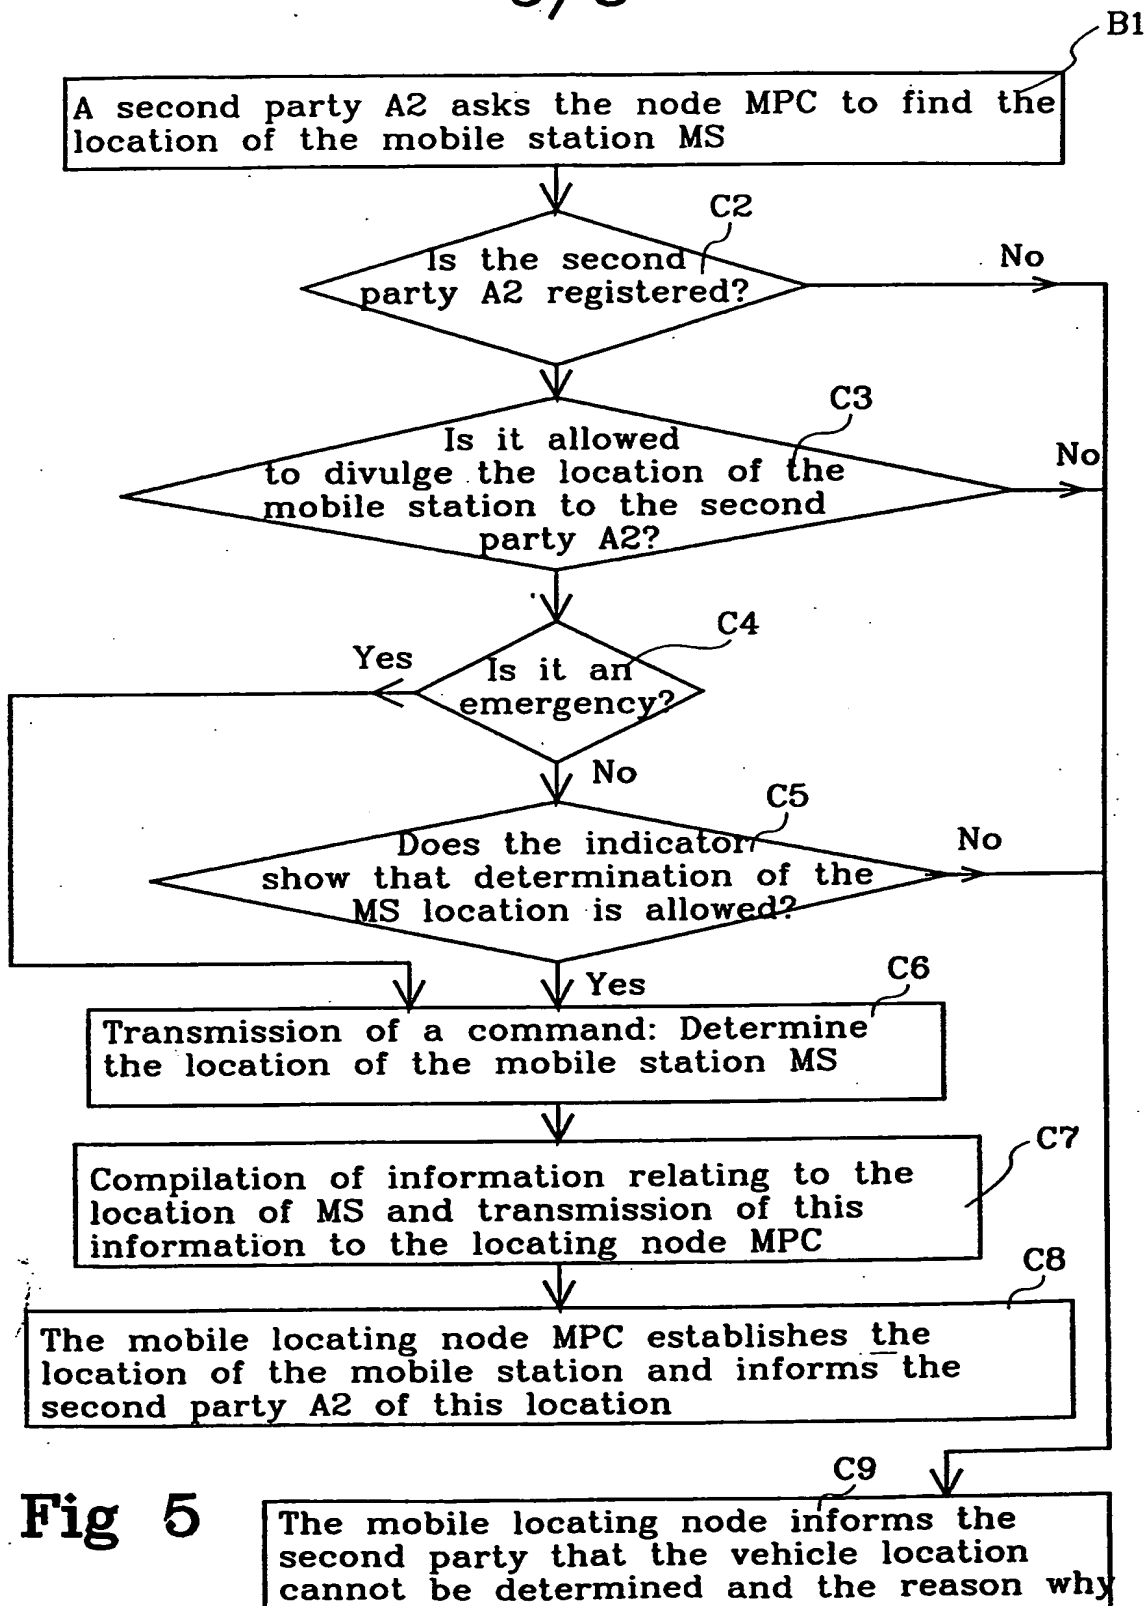 B1
A second party A2 asks the node MPC to find the
location of the mobile station MS
C2
Is the second
party A2 registered?
No
C3
Is it allowed
to divulge the location of the
mobile station to the second
party A2?
No
C4
Yes
Is it an
emergency?
No
C5
Does the indicator
show that determination of the
MS location is allowed?
No
Yes
C6
Transmission of a command: Determine
the location of the mobile station MS
C7
Compilation of information relating to the
location of MS and transmission of this
information to the locating node MPC
C8
The mobile locating node MPC establishes the
location of the mobile station and informs the
second party A2 of this location
C9
Fig 5
The mobile locating node informs the
second party that the vehicle location
cannot be determined and the reason why